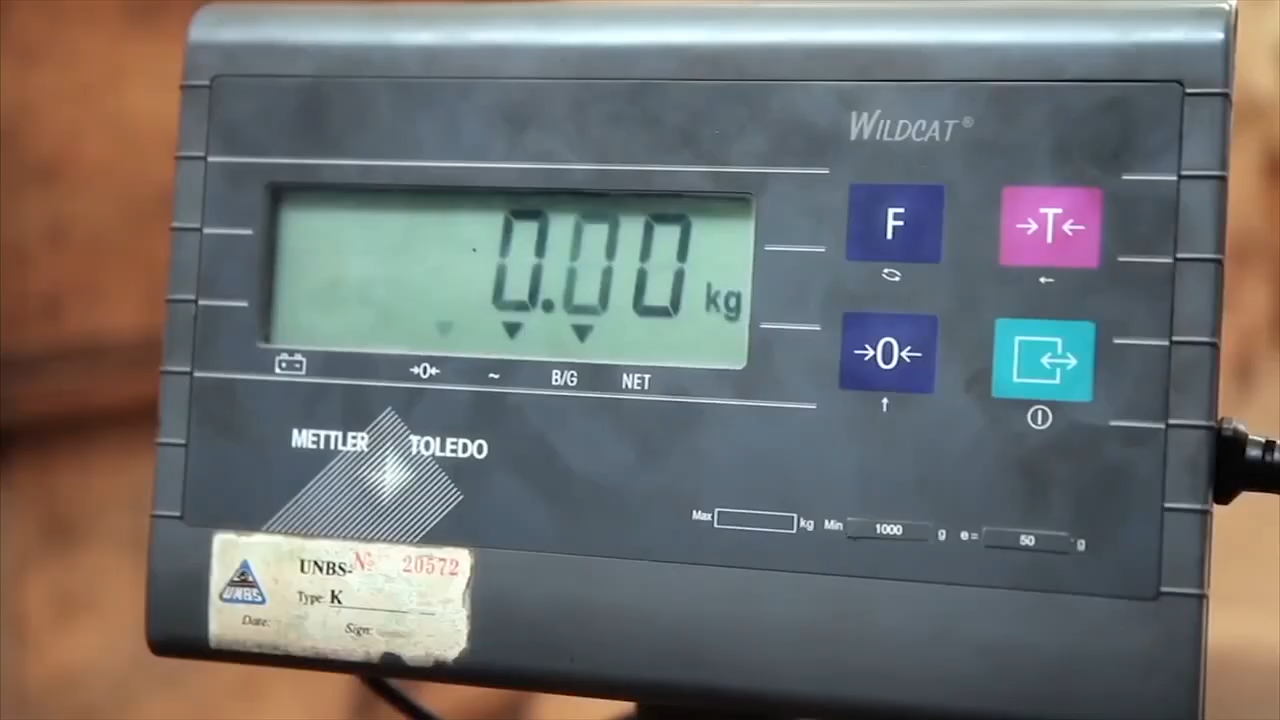 WILDCAT®
0.00 kg
F
→T←
→0←
→0← ~ B/G NET
METTLER TOLEDO
Max kg Min 1000 g e= 50 g
UNBS-№ 20572
UNBS
Type: K
Date: Sign: